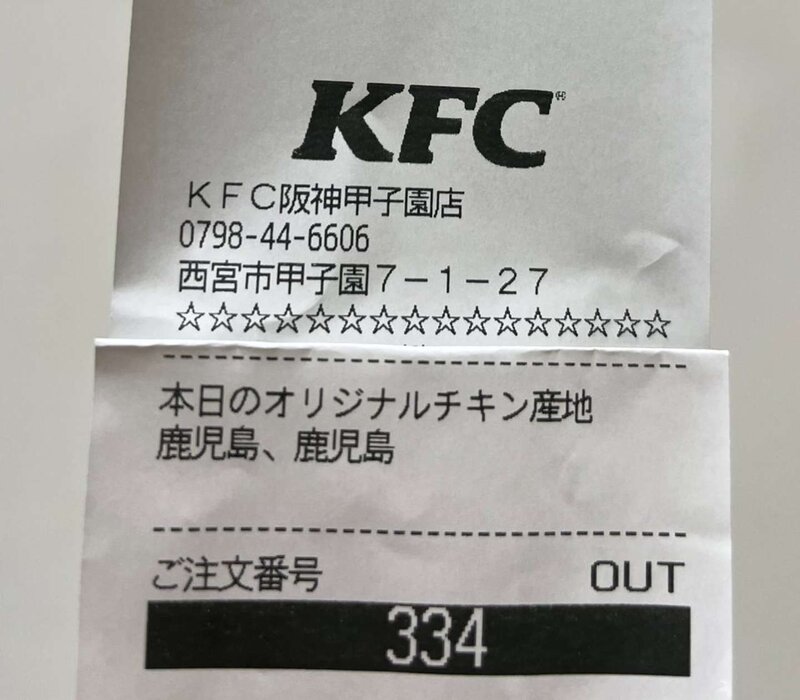 KFC®
ＫＦＣ阪神甲子園店
0798-44-6606
西宮市甲子園７－１－２７
☆☆☆☆☆☆☆☆☆☆☆☆☆☆☆
本日のオリジナルチキン産地
鹿児島、鹿児島
ご注文番号 OUT
334